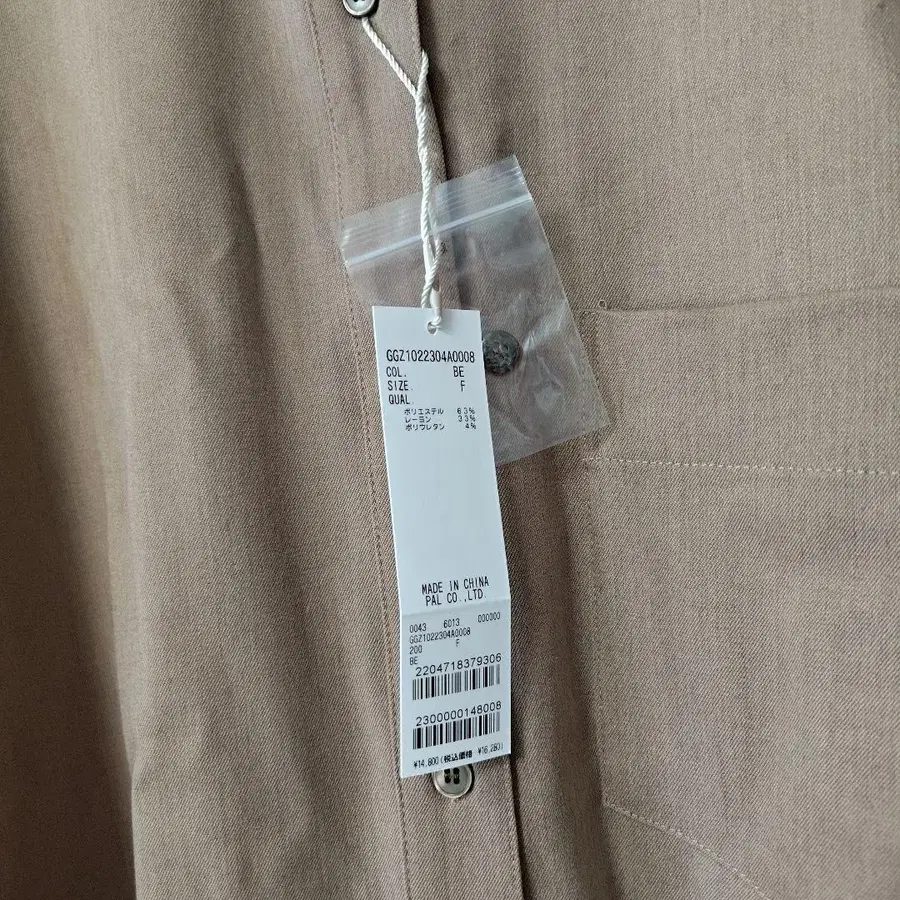 GGZ1022304A0008
COL. BE
SIZE. F
QUAL.
ポリエステル 63%
レーヨン 33%
ポリウレタン 4%
MADE IN CHINA
PAL CO.,LTD.
0043 6013 000000
GGZ1022304A0008
200 F
BE
2204718379306
2300000148008
¥14,800(税込価格 ¥16,280)